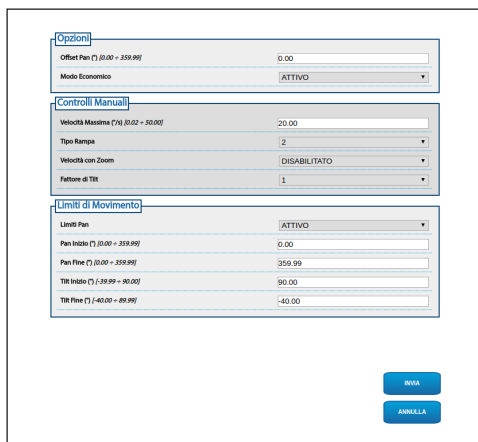 Opzioni
Offset Pan (°) [0.00 ÷ 359.99] 0.00
Modo Economico ATTIVO
Controlli Manuali
Velocità Massima (°/s) [0.02 ÷ 50.00] 20.00
Tipo Rampa 2
Velocità con Zoom DISABILITATO
Fattore di Tilt 1
Limiti di Movimento
Limiti Pan ATTIVO
Pan Inizio (°) [0.00 ÷ 359.99] 0.00
Pan Fine (°) [0.00 ÷ 359.99] 359.99
Tilt Inizio (°) [-39.99 ÷ 90.00] 90.00
Tilt Fine (°) [-40.00 ÷ 89.99] -40.00
INVIA
ANNULLA